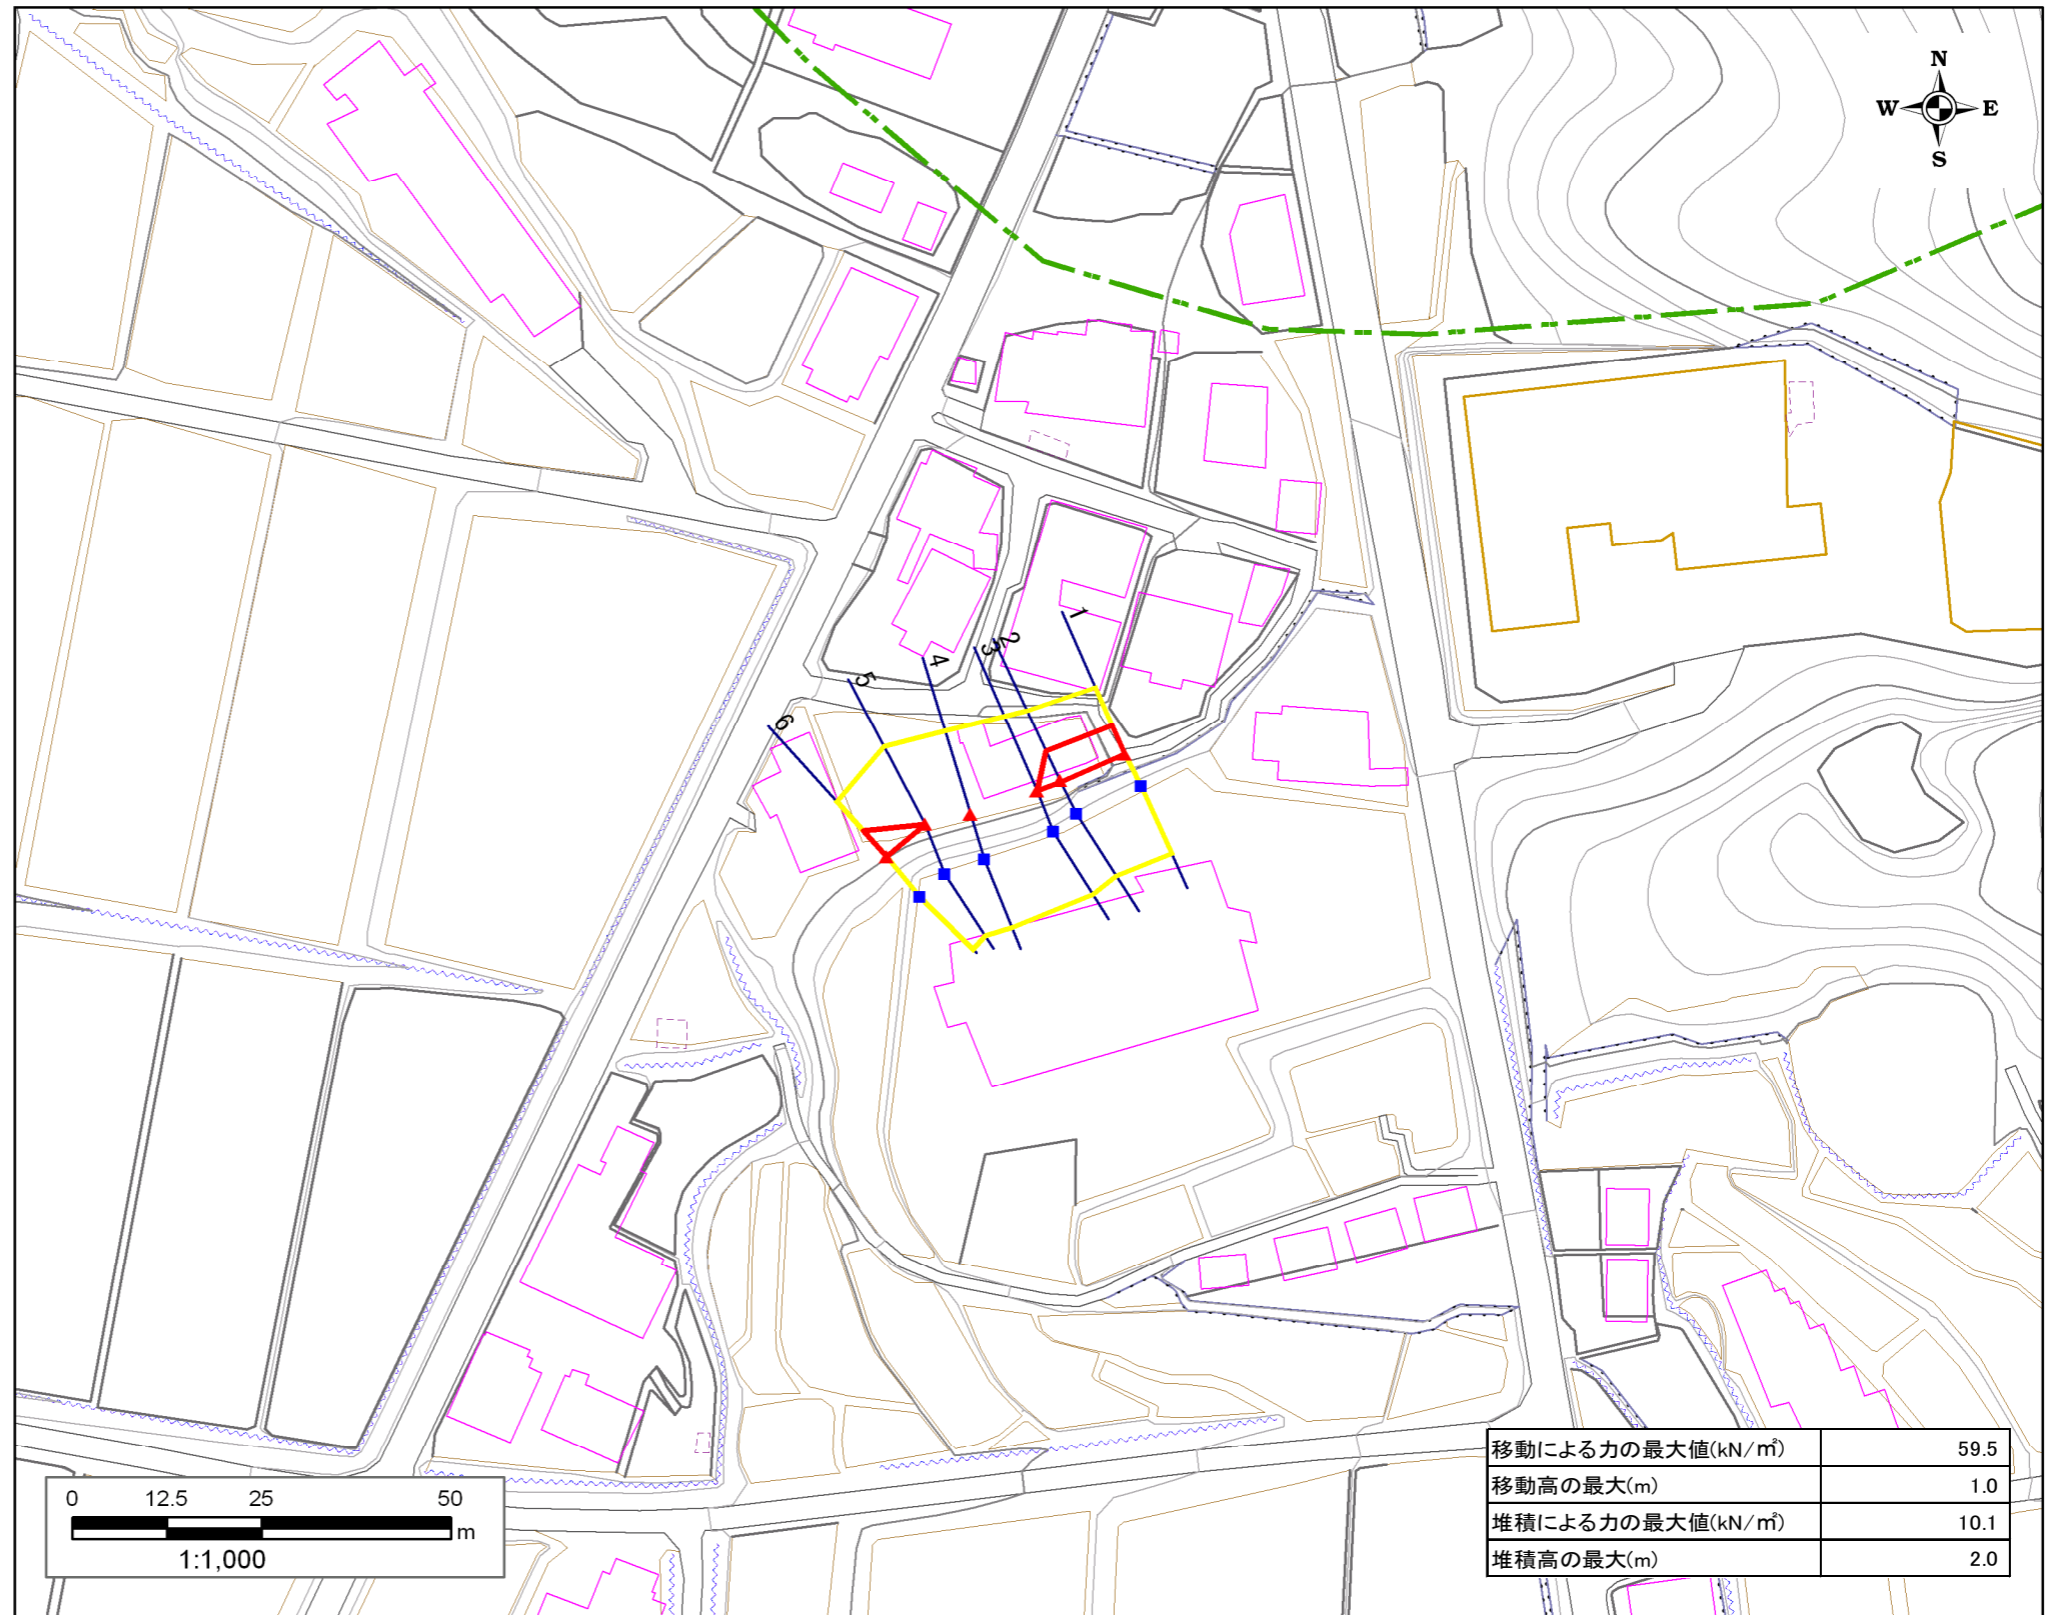 N
W E
S
1
2
3
4
5
6
移動による力の最大値(kN/㎡) 59.5
移動高の最大(m) 1.0
堆積による力の最大値(kN/㎡) 10.1
堆積高の最大(m) 2.0
0 12.5 25 50
m
1:1,000